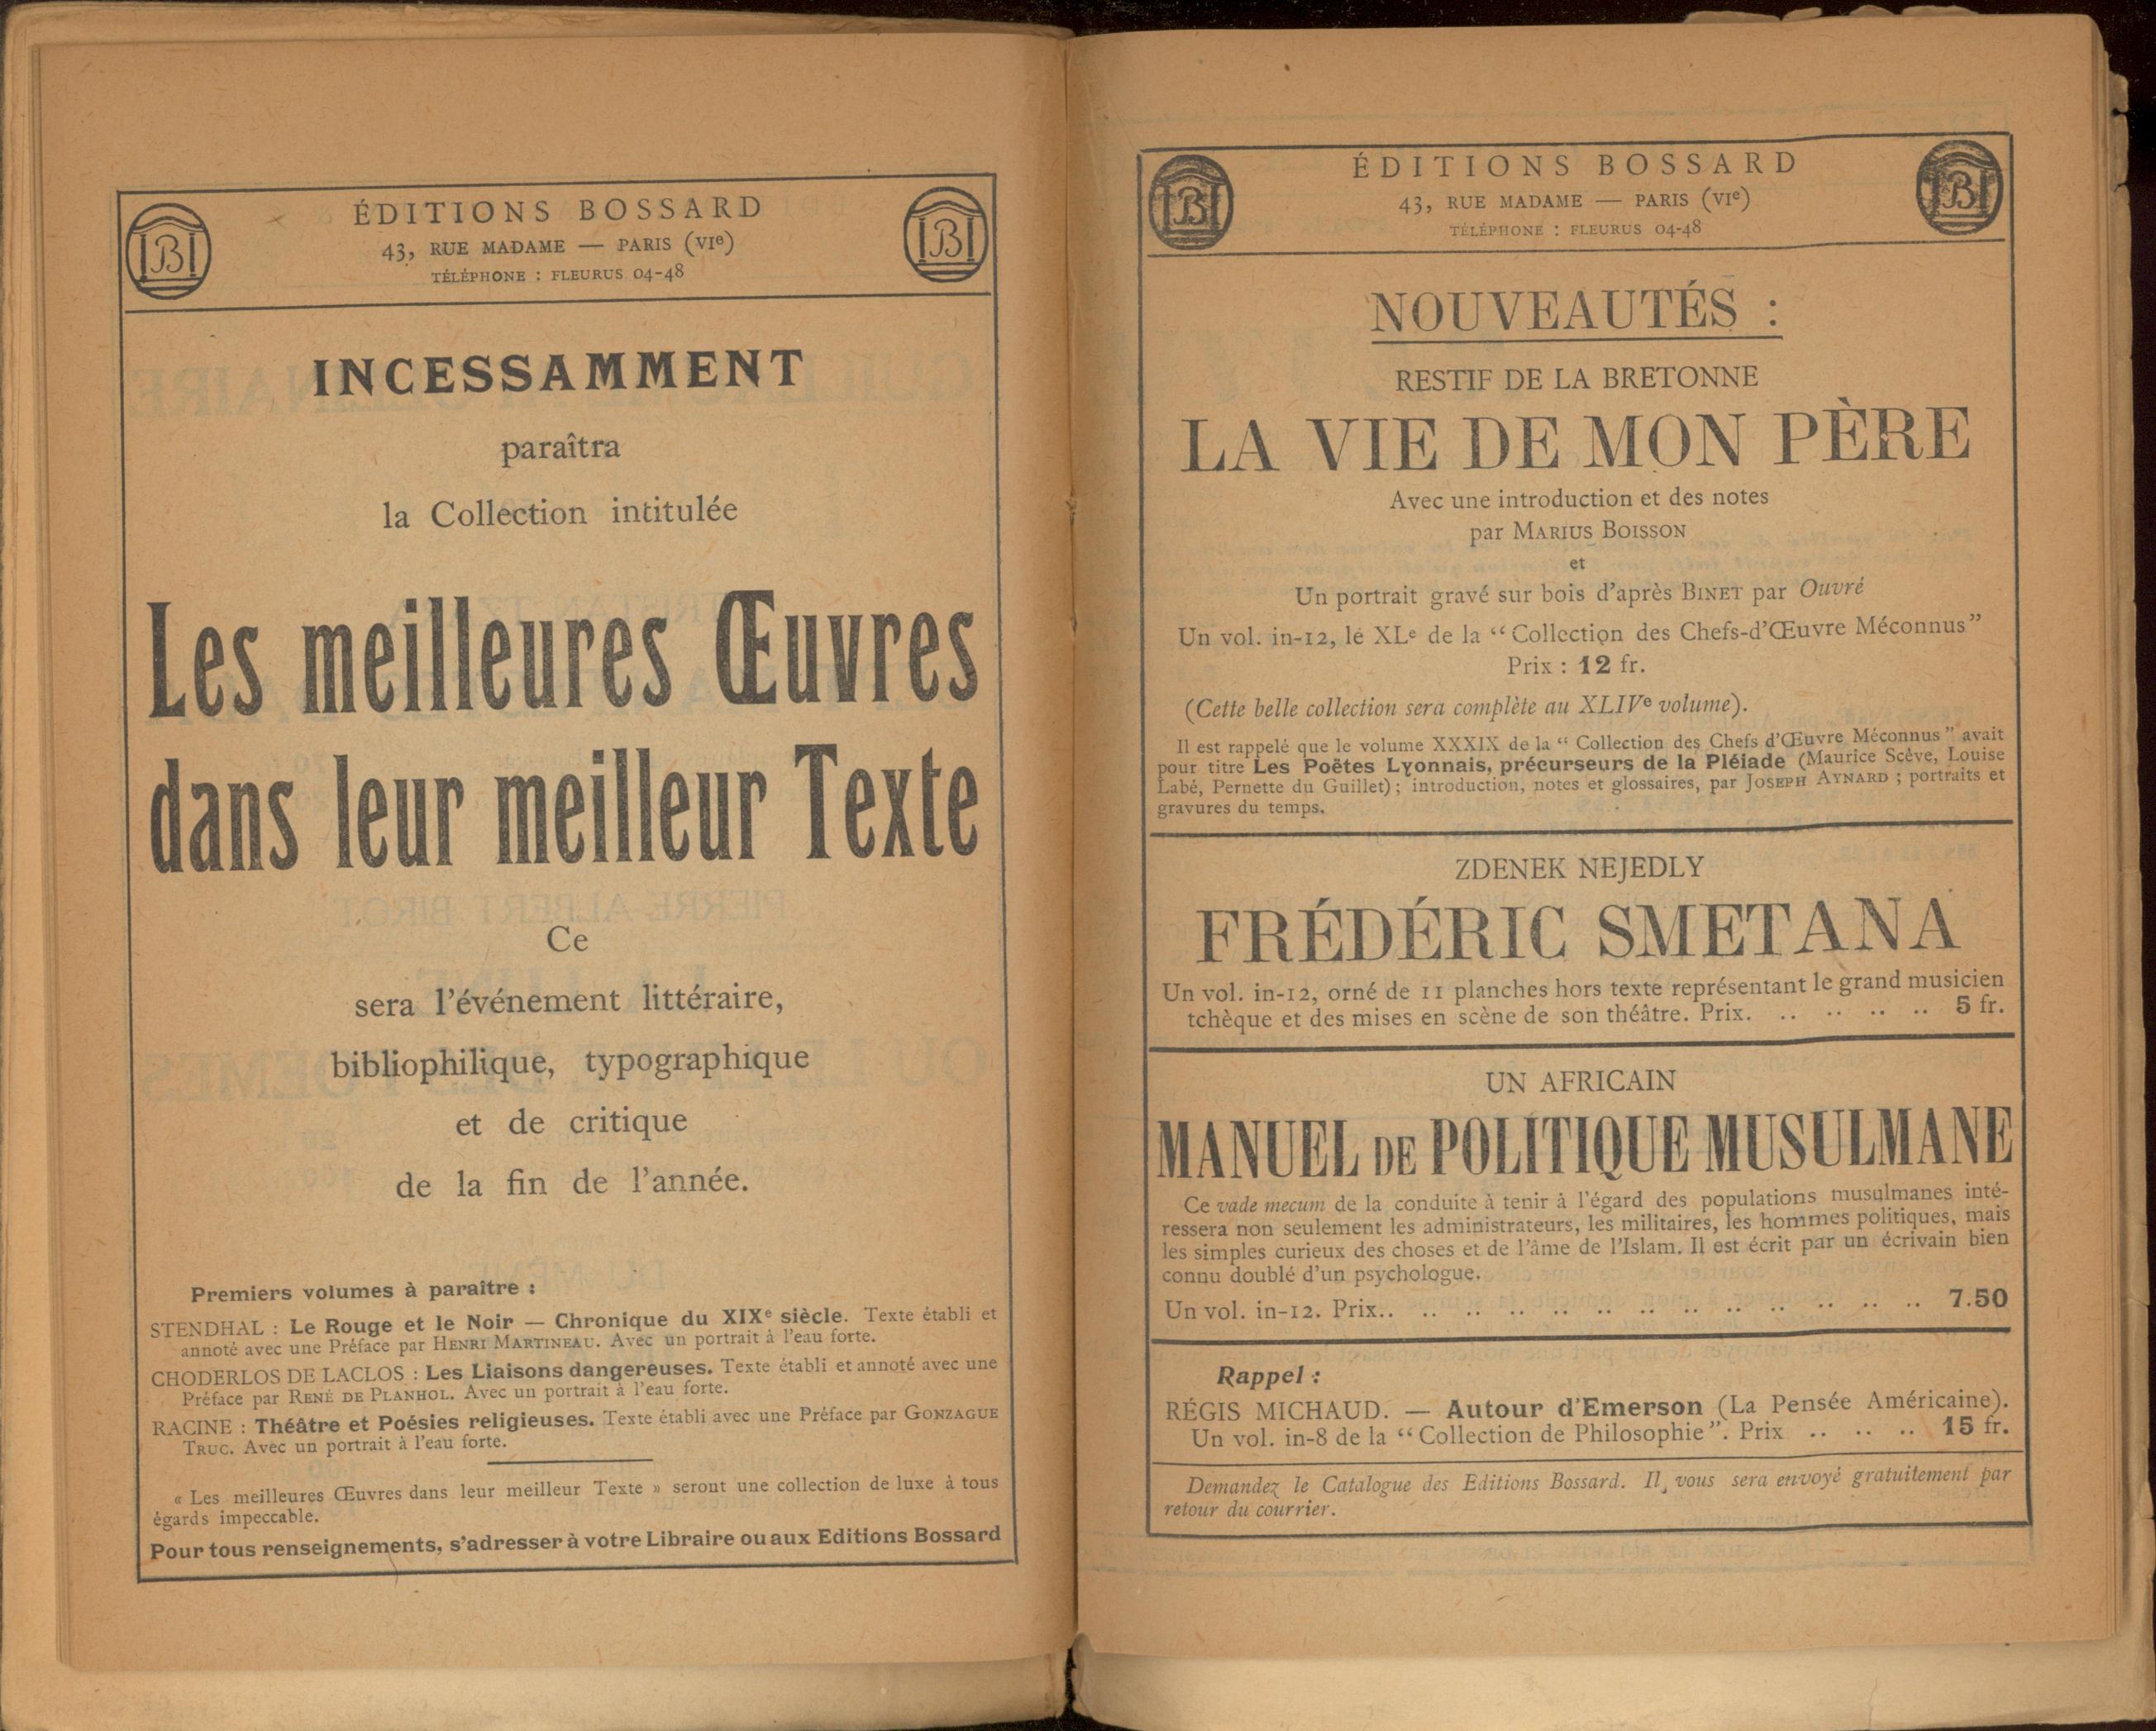 ÉDITIONS BOSSARD
43, RUE MADAME — PARIS (VIe)
TÉLÉPHONE : FLEURUS 04-48
INCESSAMMENT
paraîtra
la Collection intitulée
Les meilleures Œuvres
dans leur meilleur Texte
Ce
sera l'événement littéraire,
bibliophilique, typographique
et de critique
de la fin de l'année.
Premiers volumes à paraître :
STENDHAL : Le Rouge et le Noir — Chronique du XIXe siècle. Texte établi et
annoté avec une Préface par HENRI MARTINEAU. Avec un portrait à l'eau forte.
CHODERLOS DE LACLOS : Les Liaisons dangereuses. Texte établi et annoté avec une
Préface par RENÉ DE PLANHOL. Avec un portrait à l'eau forte.
RACINE : Théâtre et Poésies religieuses. Texte établi avec une Préface par GONZAGUE
TRUC. Avec un portrait à l'eau forte.
« Les meilleures Œuvres dans leur meilleur Texte » seront une collection de luxe à tous
égards impeccable.
Pour tous renseignements, s'adresser à votre Libraire ou aux Editions Bossard
ÉDITIONS BOSSARD
43, RUE MADAME — PARIS (VIe)
TÉLÉPHONE : FLEURUS 04-48
NOUVEAUTÉS :
RESTIF DE LA BRETONNE
LA VIE DE MON PÈRE
Avec une introduction et des notes
par MARIUS BOISSON
et
Un portrait gravé sur bois d'après BINET par Ouvré
Un vol. in-12, le XLe de la “Collection des Chefs-d'Œuvre Méconnus”
Prix : 12 fr.
(Cette belle collection sera complète au XLIVe volume).
Il est rappelé que le volume XXXIX de la “ Collection des Chefs d'Œuvre Méconnus ” avait
pour titre Les Poëtes Lyonnais, précurseurs de la Pléiade (Maurice Scève, Louise
Labé, Pernette du Guillet) ; introduction, notes et glossaires, par JOSEPH AYNARD ; portraits et
gravures du temps.
ZDENEK NEJEDLY
FRÉDÉRIC SMETANA
Un vol. in-12, orné de 11 planches hors texte représentant le grand musicien
tchèque et des mises en scène de son théâtre. Prix. .. .. .. .. 5 fr.
UN AFRICAIN
MANUEL DE POLITIQUE MUSULMANE
Ce vade mecum de la conduite à tenir à l'égard des populations musulmanes inté-
ressera non seulement les administrateurs, les militaires, les hommes politiques, mais
les simples curieux des choses et de l'âme de l'Islam. Il est écrit par un écrivain bien
connu doublé d'un psychologue.
Un vol. in-12. Prix.. .. .. .. .. .. .. .. .. .. .. .. .. .. 7.50
Rappel :
RÉGIS MICHAUD. — Autour d'Emerson (La Pensée Américaine).
Un vol. in-8 de la “Collection de Philosophie”. Prix .. .. .. 15 fr.
Demandez le Catalogue des Editions Bossard. Il vous sera envoyé gratuitement par
retour du courrier.